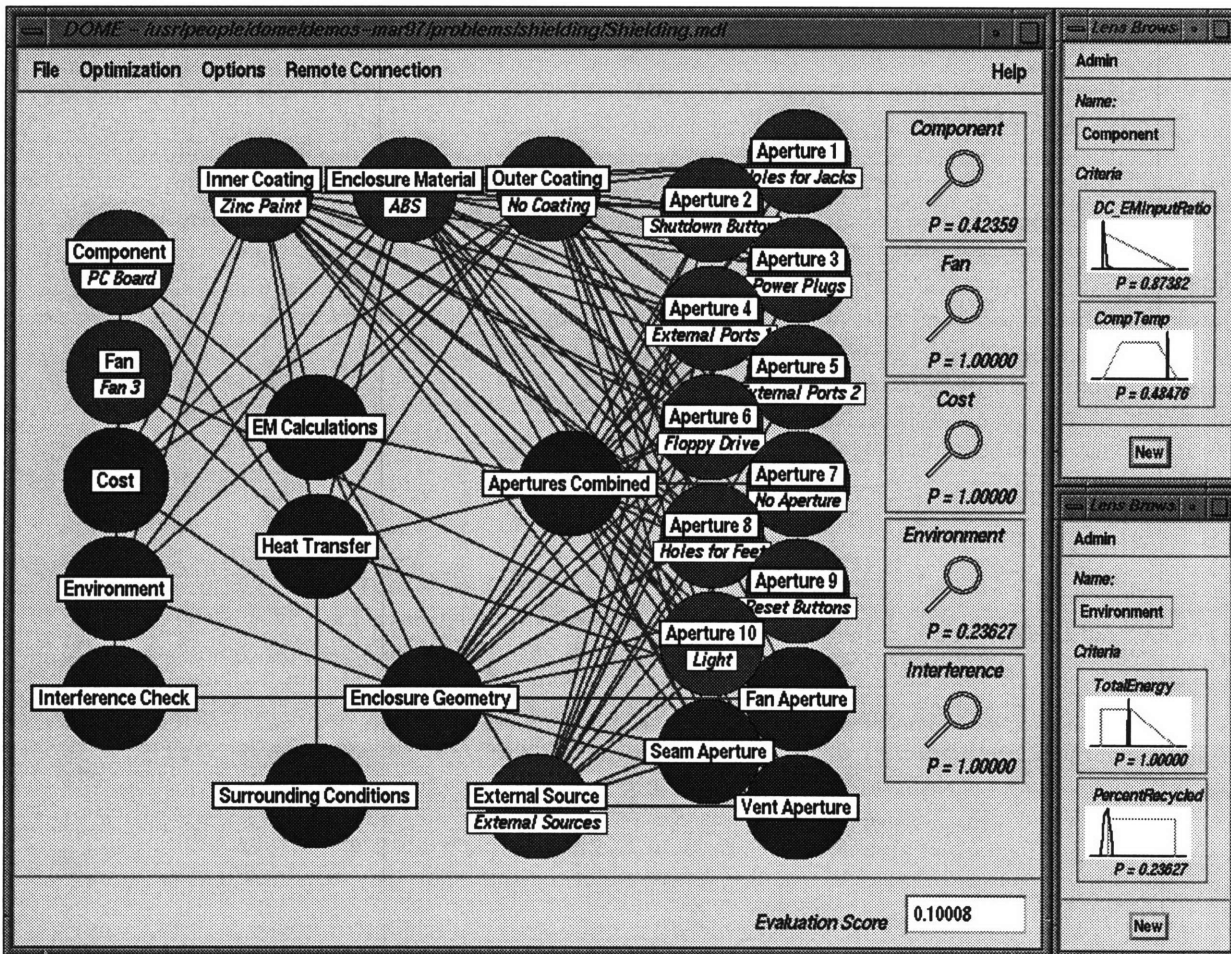 DOME - /usr/people/dome/demos-mar97/problems/shielding/Shielding.mdl
File Optimization Options Remote Connection Help
Inner Coating
Zinc Paint
Enclosure Material
ABS
Outer Coating
No Coating
Component
PC Board
Fan
Fan 3
Cost
Environment
Interference Check
EM Calculations
Heat Transfer
Surrounding Conditions
Enclosure Geometry
Apertures Combined
External Source
External Sources
Aperture 1
Holes for Jacks
Aperture 2
Shutdown Button
Aperture 3
Power Plugs
Aperture 4
External Ports 1
Aperture 5
External Ports 2
Aperture 6
Floppy Drive
Aperture 7
No Aperture
Aperture 8
Holes for Feet
Aperture 9
Reset Buttons
Aperture 10
Light
Fan Aperture
Seam Aperture
Vent Aperture
Component
P = 0.42359
Fan
P = 1.00000
Cost
P = 1.00000
Environment
P = 0.23627
Interference
P = 1.00000
Evaluation Score 0.10008
Lens Brows
Admin
Name:
Component
Criteria
DC_EMInputRatio
P = 0.87382
CompTemp
P = 0.48476
New
Lens Brows
Admin
Name:
Environment
Criteria
TotalEnergy
P = 1.00000
PercentRecycled
P = 0.23627
New